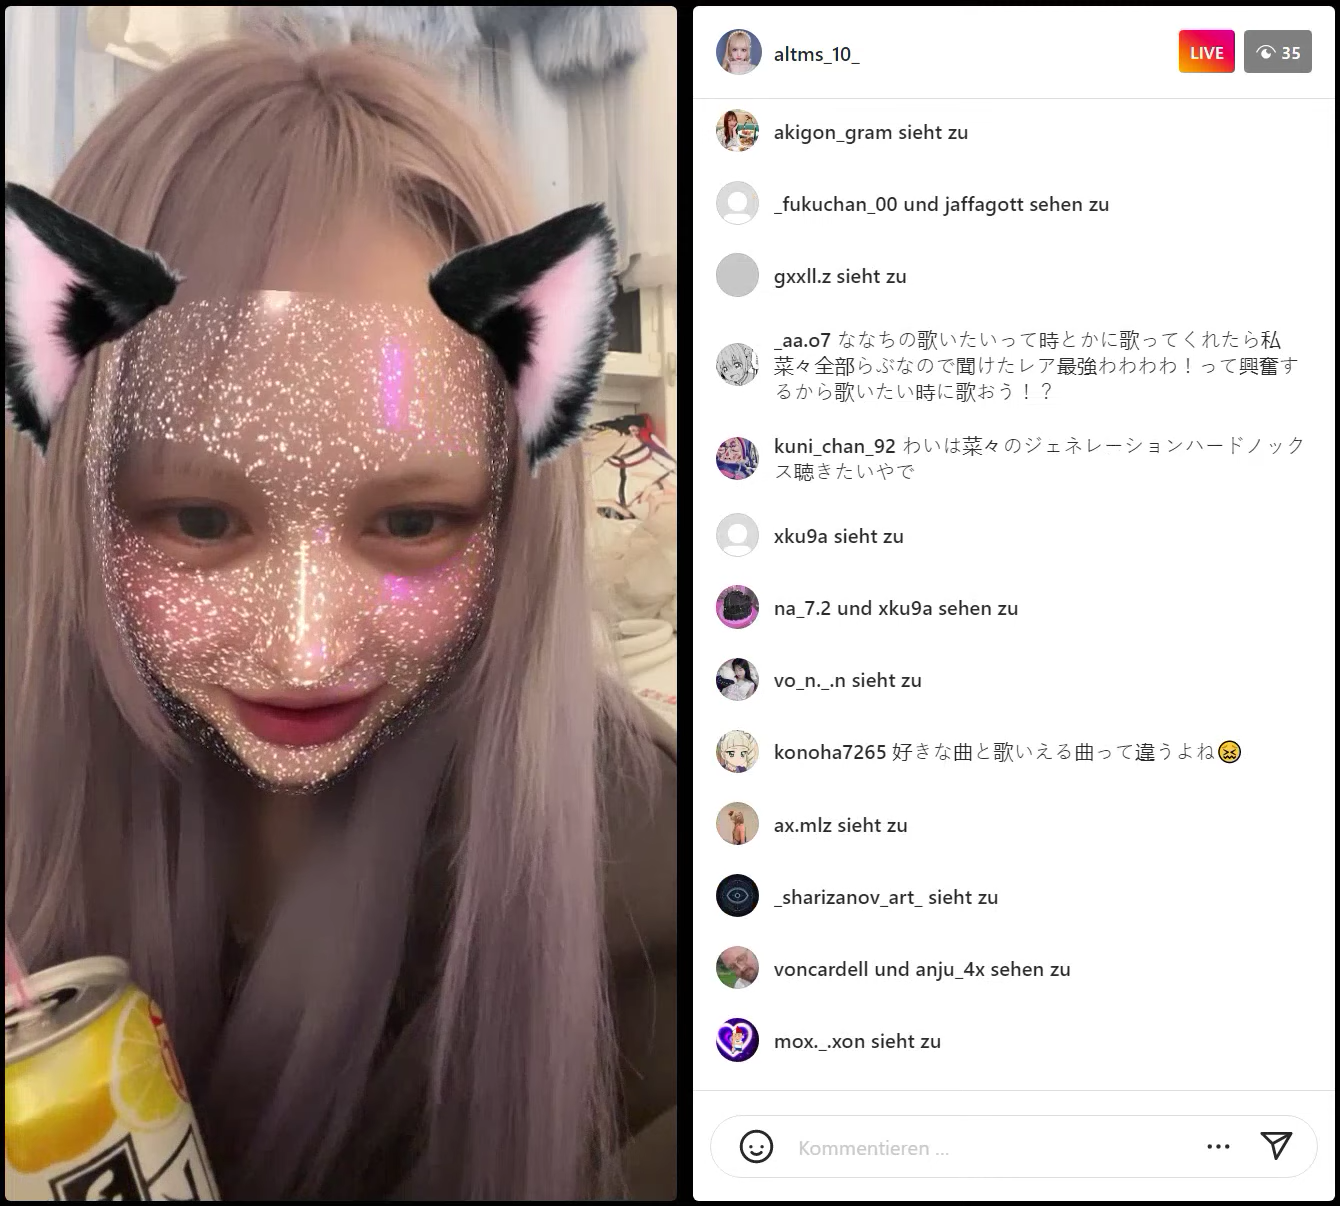 altms_10_
LIVE
35
akigon_gram sieht zu
_fukuchan_00 und jaffagott sehen zu
gxxll.z sieht zu
_aa.o7 ななちの歌いたいって時とかに歌ってくれたら私
菜々全部らぶなので聞けたレア最強わわわわ！って興奮す
るから歌いたい時に歌おう！？
kuni_chan_92 わいは菜々のジェネレーションハードノック
ス聴きたいやで
xku9a sieht zu
na_7.2 und xku9a sehen zu
vo_n._.n sieht zu
konoha7265 好きな曲と歌いえる曲って違うよね😖
ax.mlz sieht zu
_sharizanov_art_ sieht zu
voncardell und anju_4x sehen zu
mox._.xon sieht zu
Kommentieren ...